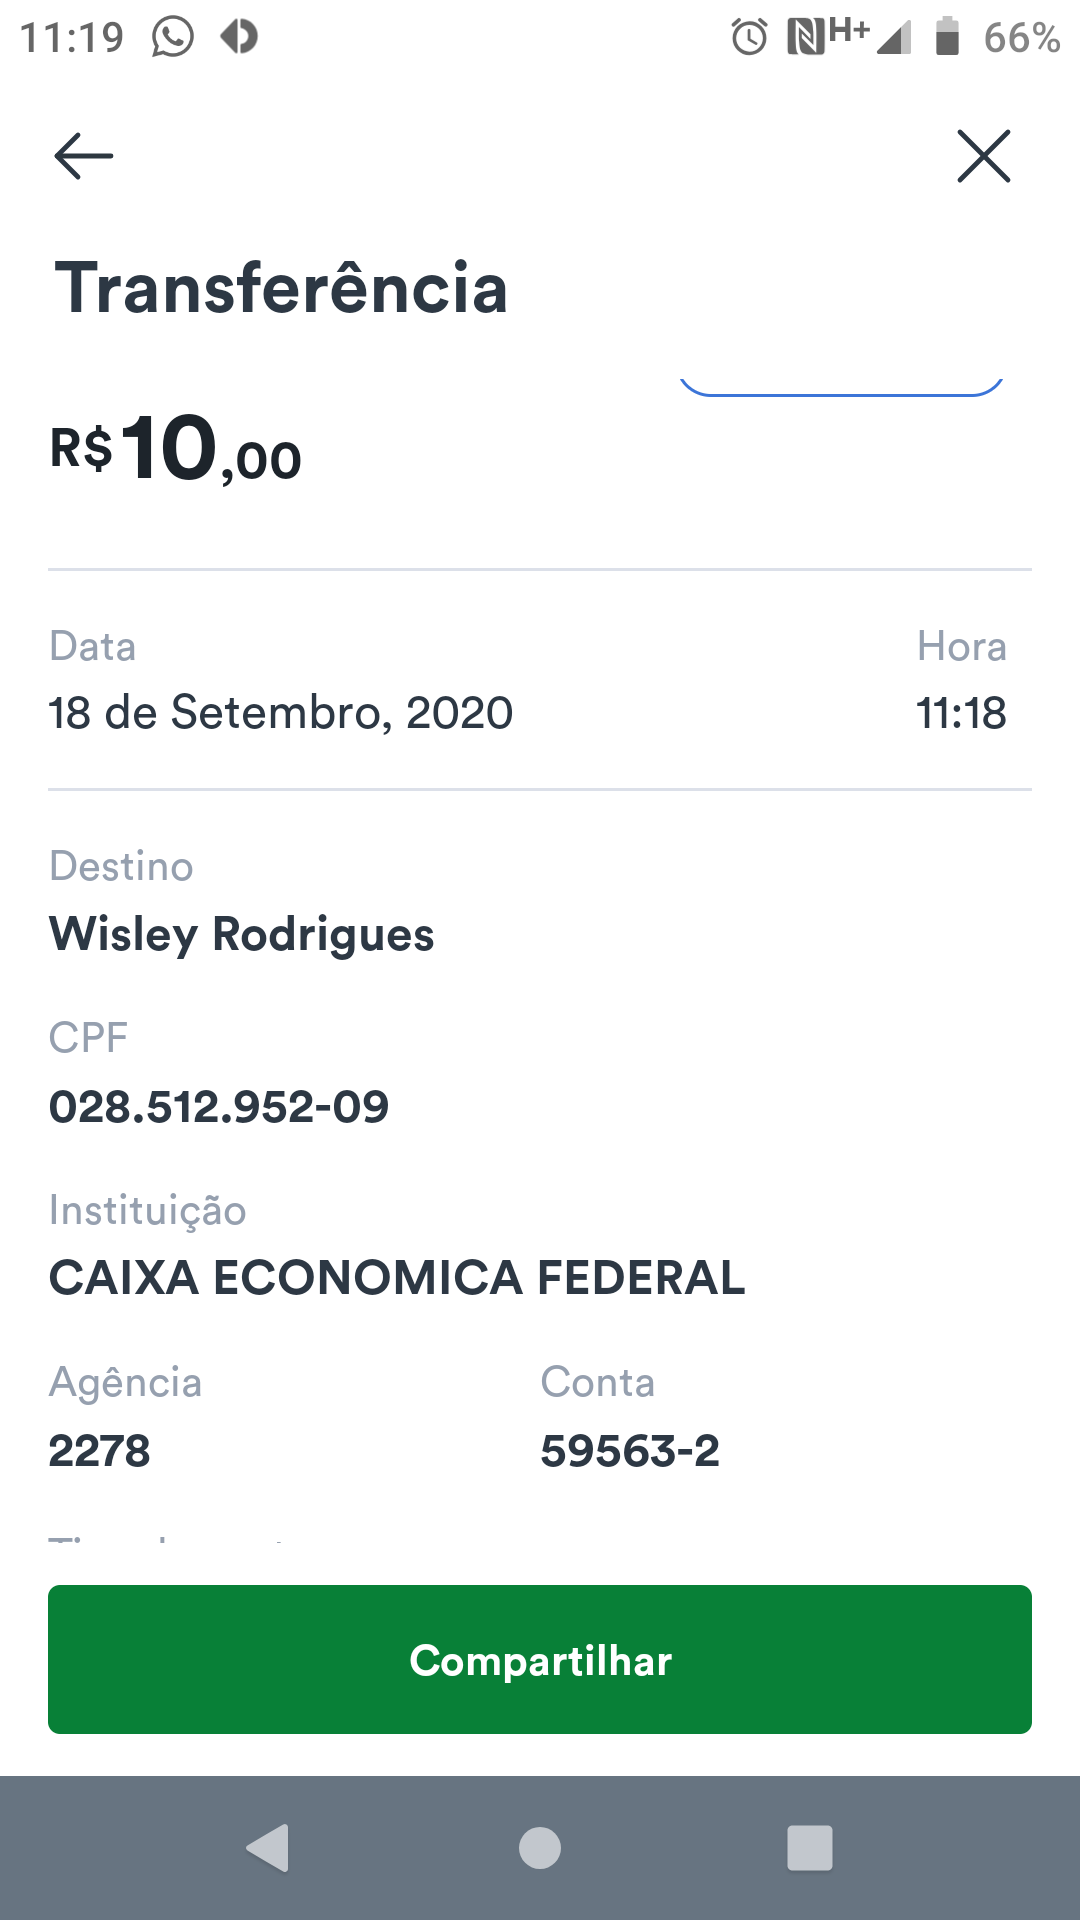 11:19 H+ 66%
Transferência
R$10,00
Data Hora
18 de Setembro, 2020 11:18
Destino
Wisley Rodrigues
CPF
028.512.952-09
Instituição
CAIXA ECONOMICA FEDERAL
Agência Conta
2278 59563-2
Compartilhar